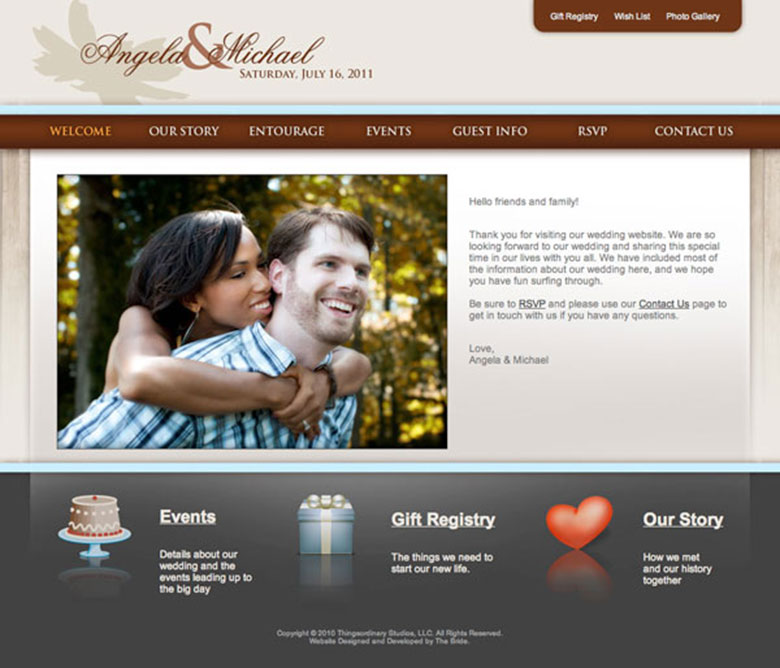 Angela & Michael
SATURDAY, JULY 16, 2011
Gift Registry Wish List Photo Gallery
WELCOME OUR STORY ENTOURAGE EVENTS GUEST INFO RSVP CONTACT US
Hello friends and family!
Thank you for visiting our wedding website. We are so
looking forward to our wedding and sharing this special
time in our lives with you all. We have included most of
the information about our wedding here, and we hope
you have fun surfing through.
Be sure to RSVP and please use our Contact Us page to
get in touch with us if you have any questions.
Love,
Angela & Michael
Events
Details about our
wedding and the
events leading up to
the big day
Gift Registry
The things we need to
start our new life.
Our Story
How we met
and our history
together
Copyright © 2010 Thingsordinary Studios, LLC. All Rights Reserved.
Website Designed and Developed by The Bride.